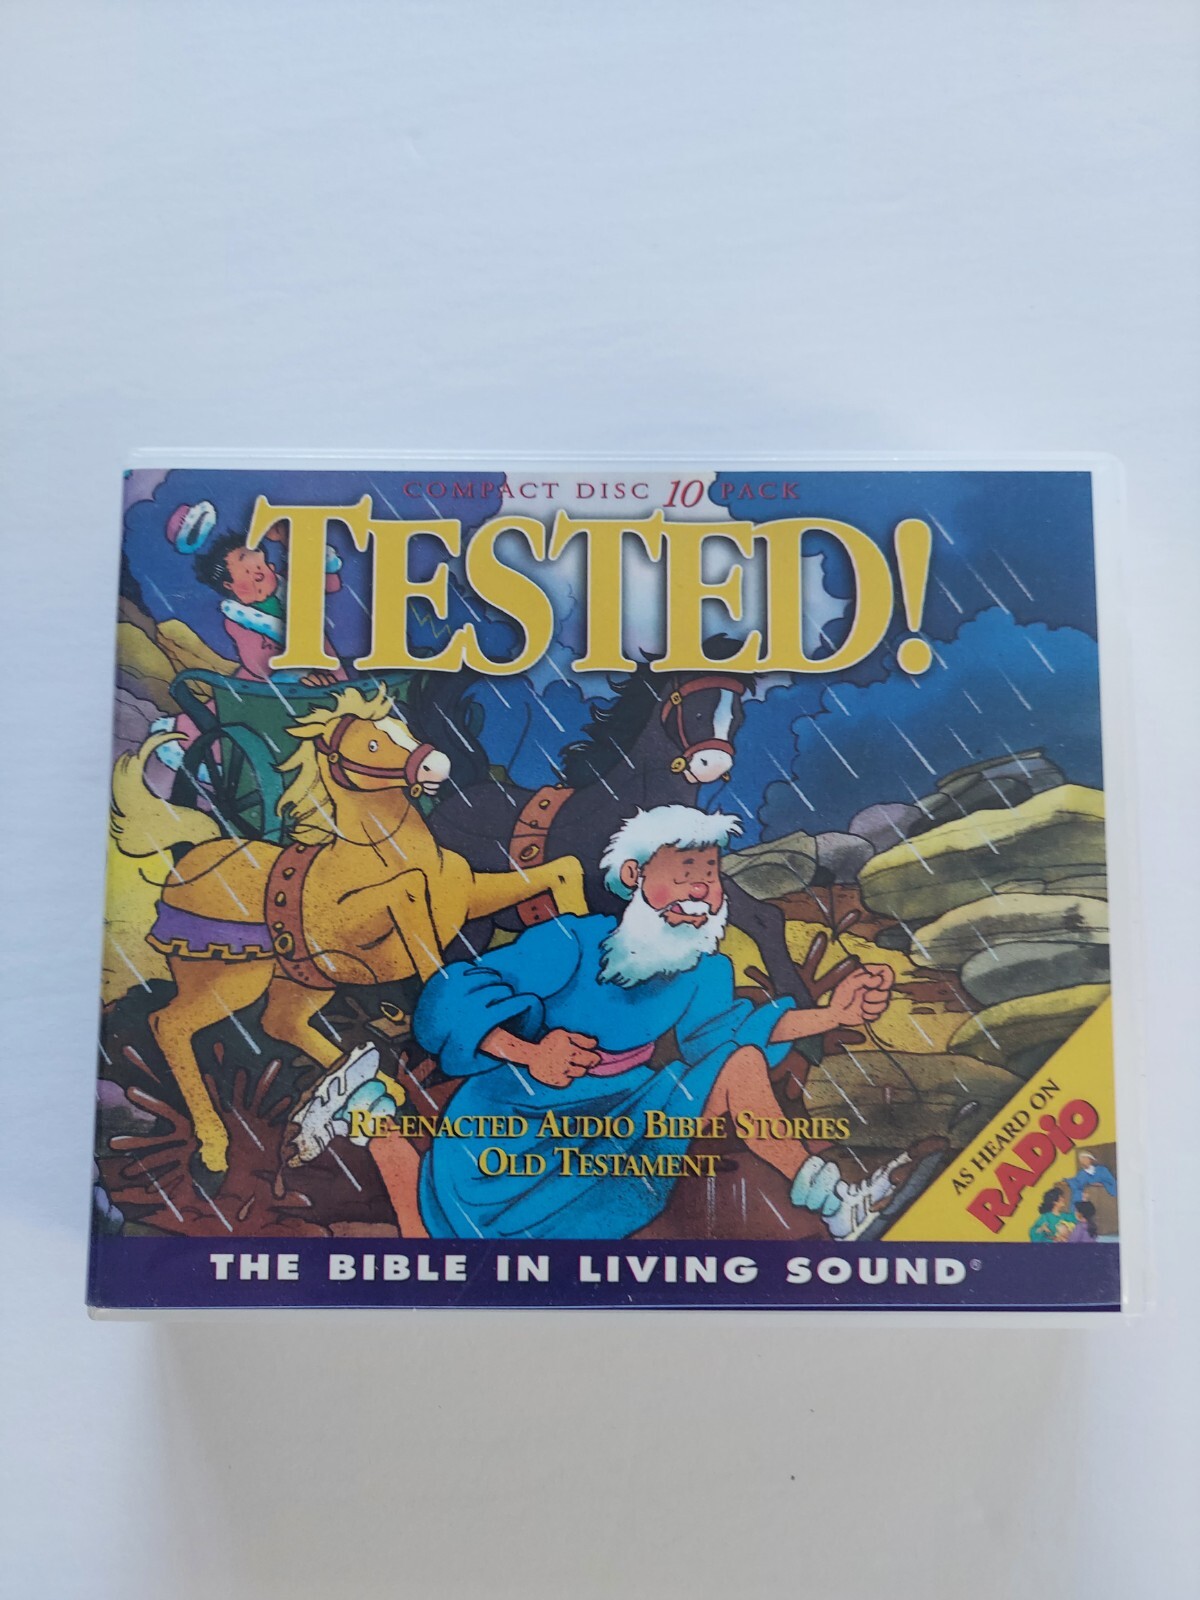 COMPACT DISC 10 PACK
TESTED!
RE-ENACTED AUDIO BIBLE STORIES
OLD TESTAMENT
AS HEARD ON
RADiO
THE BIBLE IN LIVING SOUND®